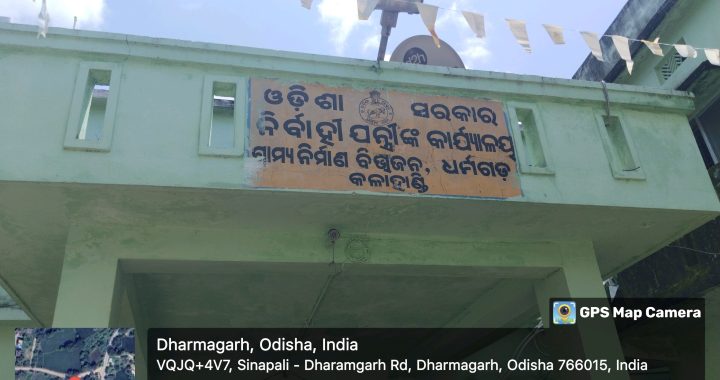 ଓଡ଼ିଶା ସରକାର
ନିର୍ବାହୀ ଯନ୍ତ୍ରୀଙ୍କ କାର୍ଯ୍ୟାଳୟ
ଗ୍ରାମ୍ୟ ନିର୍ମାଣ ବିଭାଜନ, ଧର୍ମଗଡ଼
କଳାହାଣ୍ଡି
GPS Map Camera
Dharmagarh, Odisha, India
VQJQ+4V7, Sinapali - Dharamgarh Rd, Dharmagarh, Odisha 766015, India